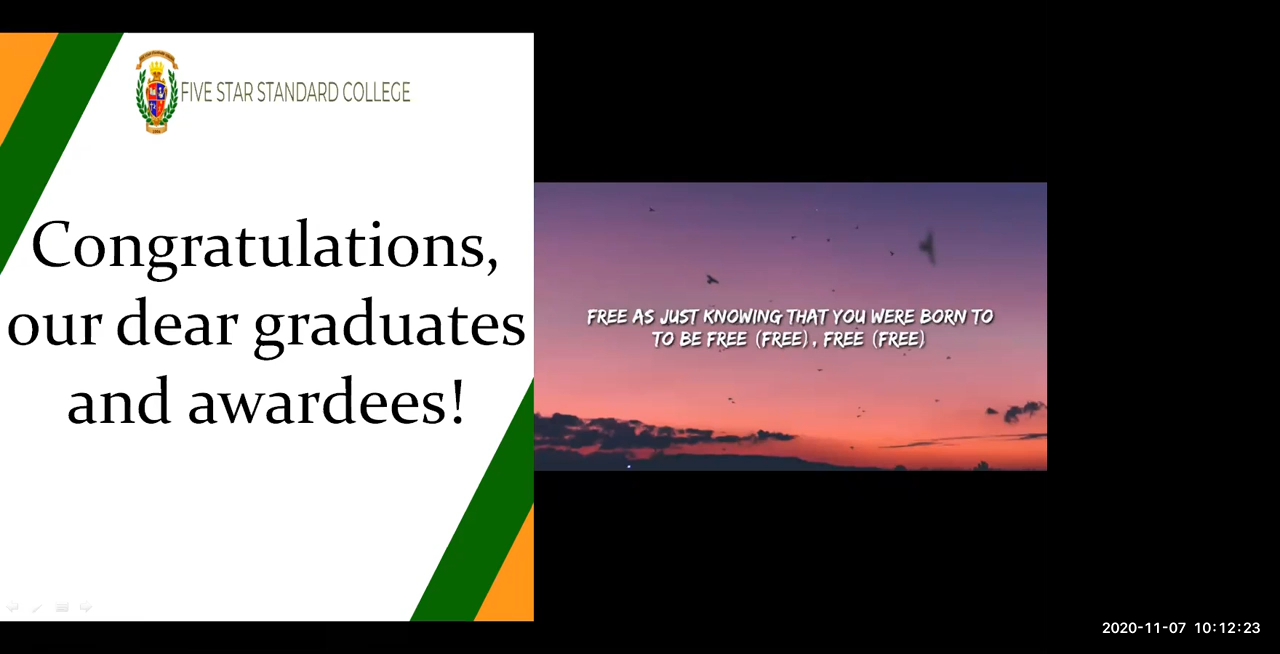 FIVE STAR STANDARD COLLEGE
Congratulations,
our dear graduates
and awardees!
FREE AS JUST KNOWING THAT YOU WERE BORN TO
TO BE FREE (FREE), FREE (FREE)
2020-11-07 10:12:23